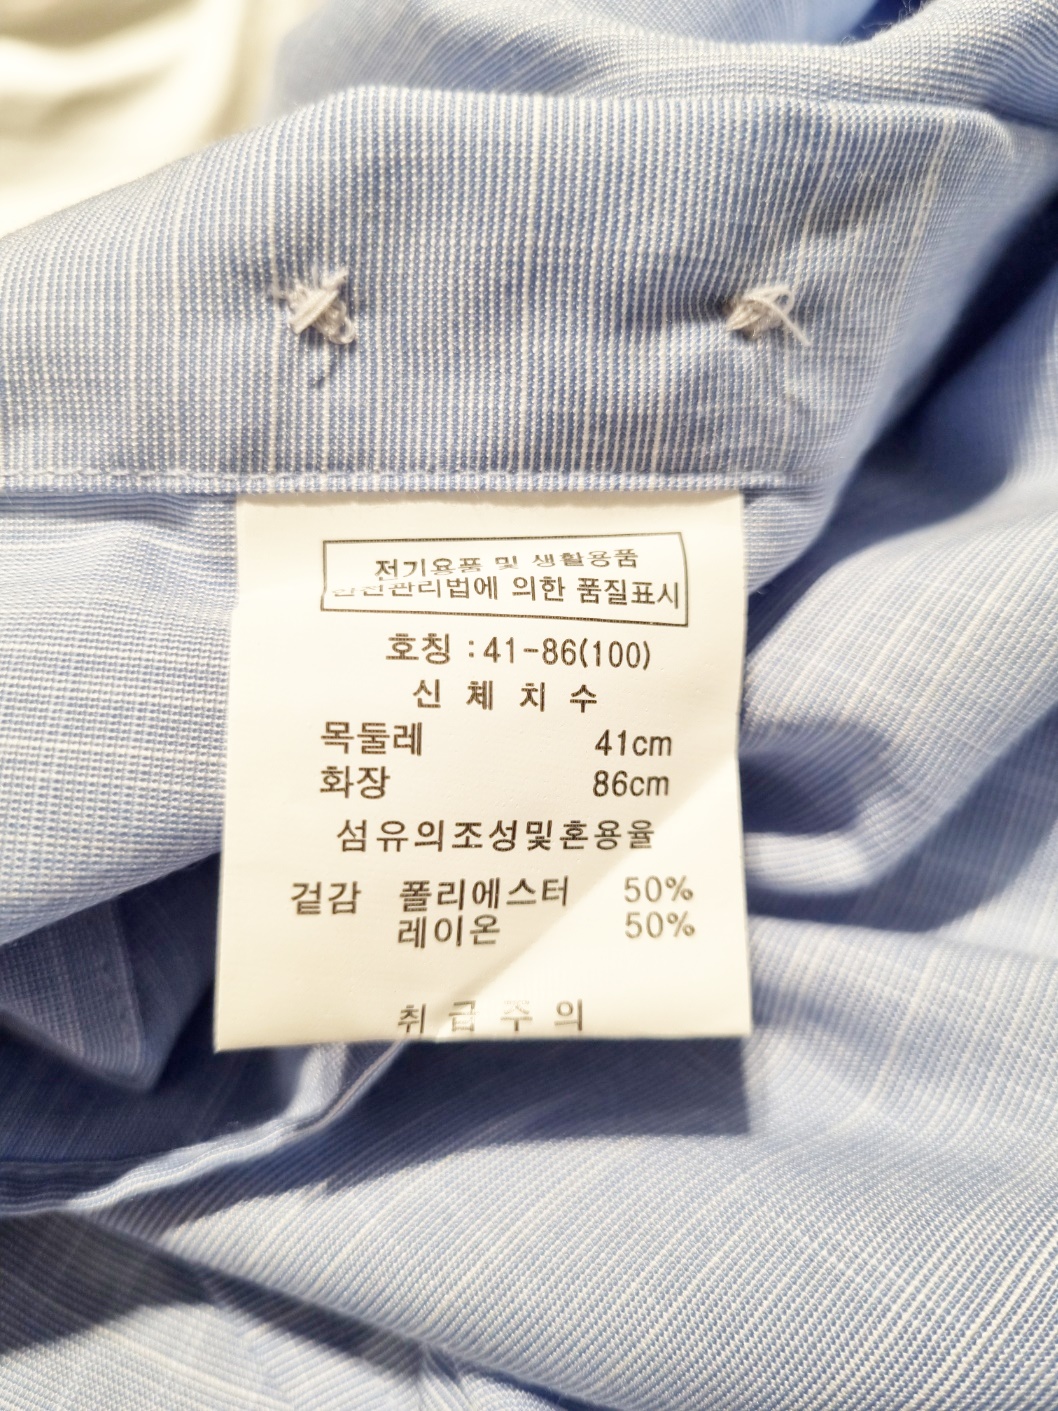 전기용품 및 생활용품
안전관리법에 의한 품질표시
호칭 : 41-86(100)
신 체 치 수
목둘레 41cm
화장 86cm
섬유의조성및혼용율
겉감 폴리에스터 50%
레이온 50%
취 급 주 의